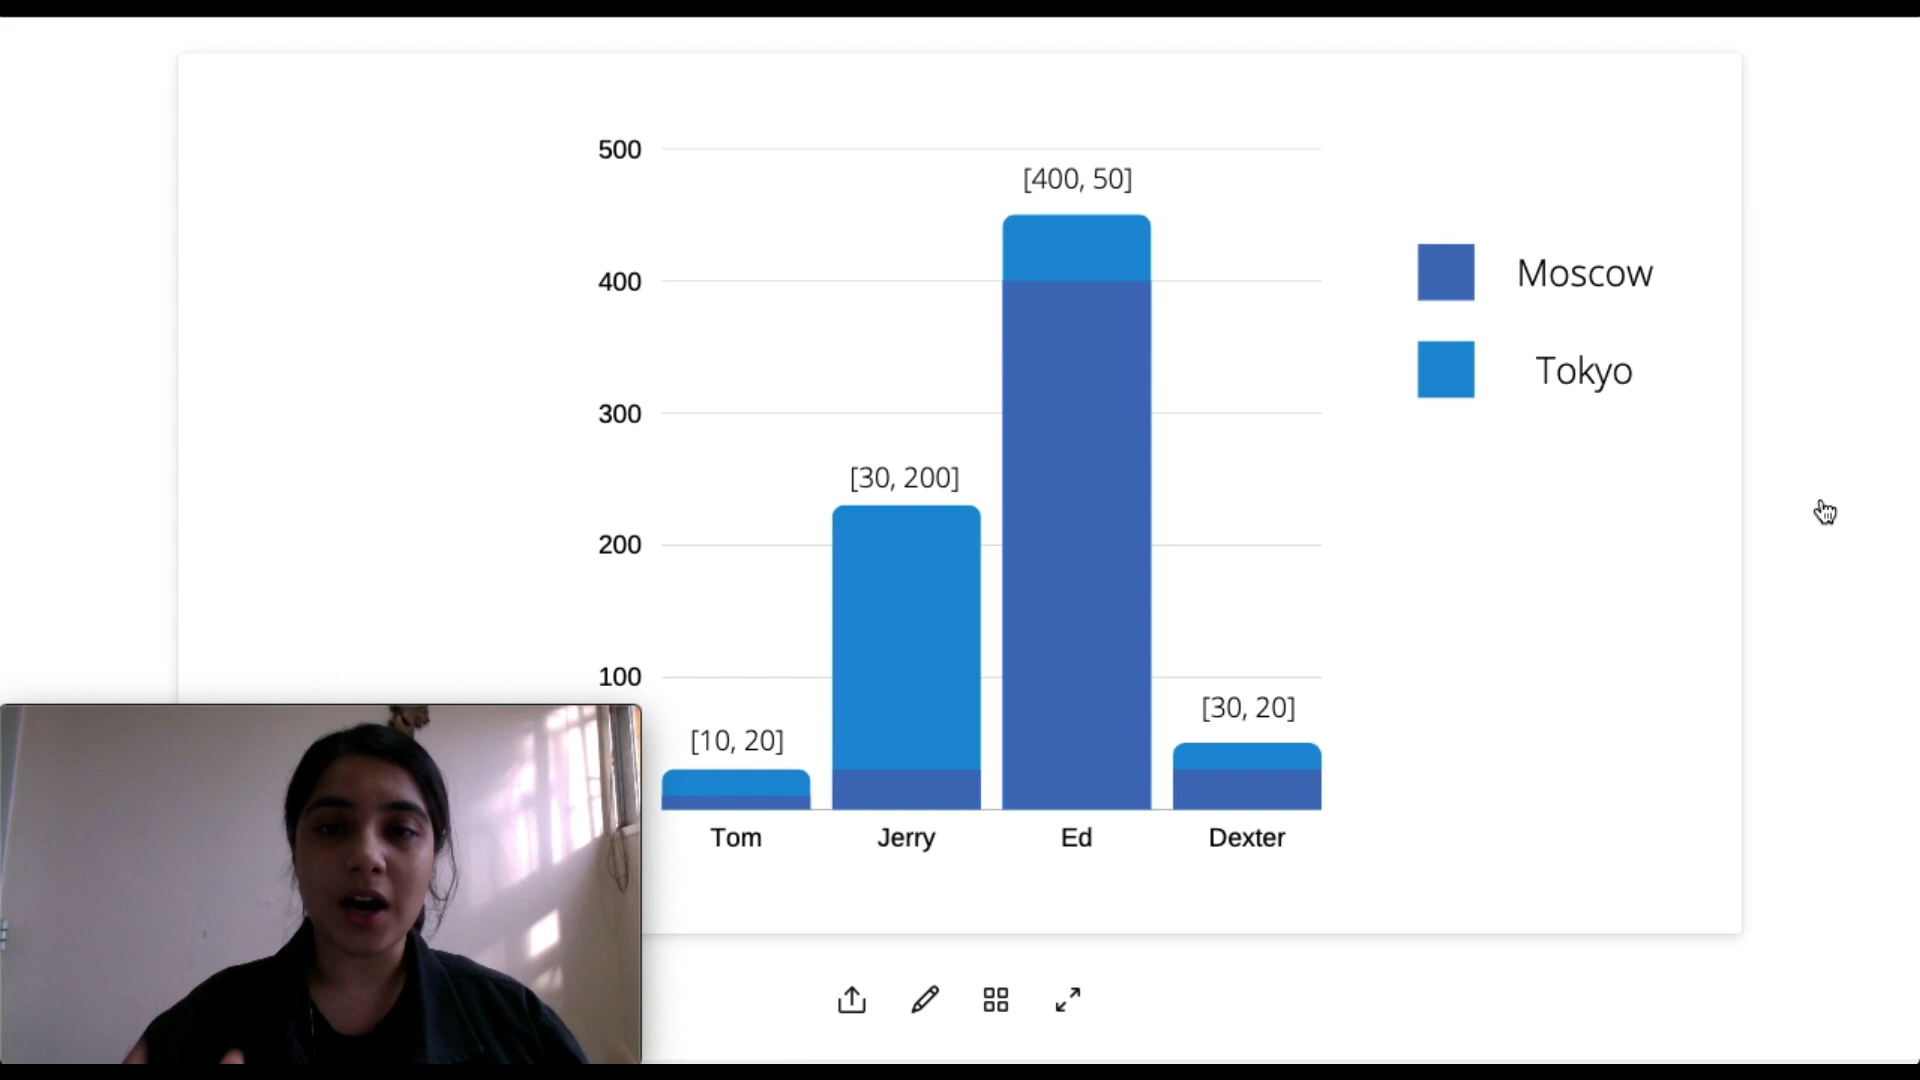 500
[400, 50]
400
Moscow
Tokyo
300
[30, 200]
200
100
[30, 20]
[10, 20]
Tom
Jerry
Ed
Dexter